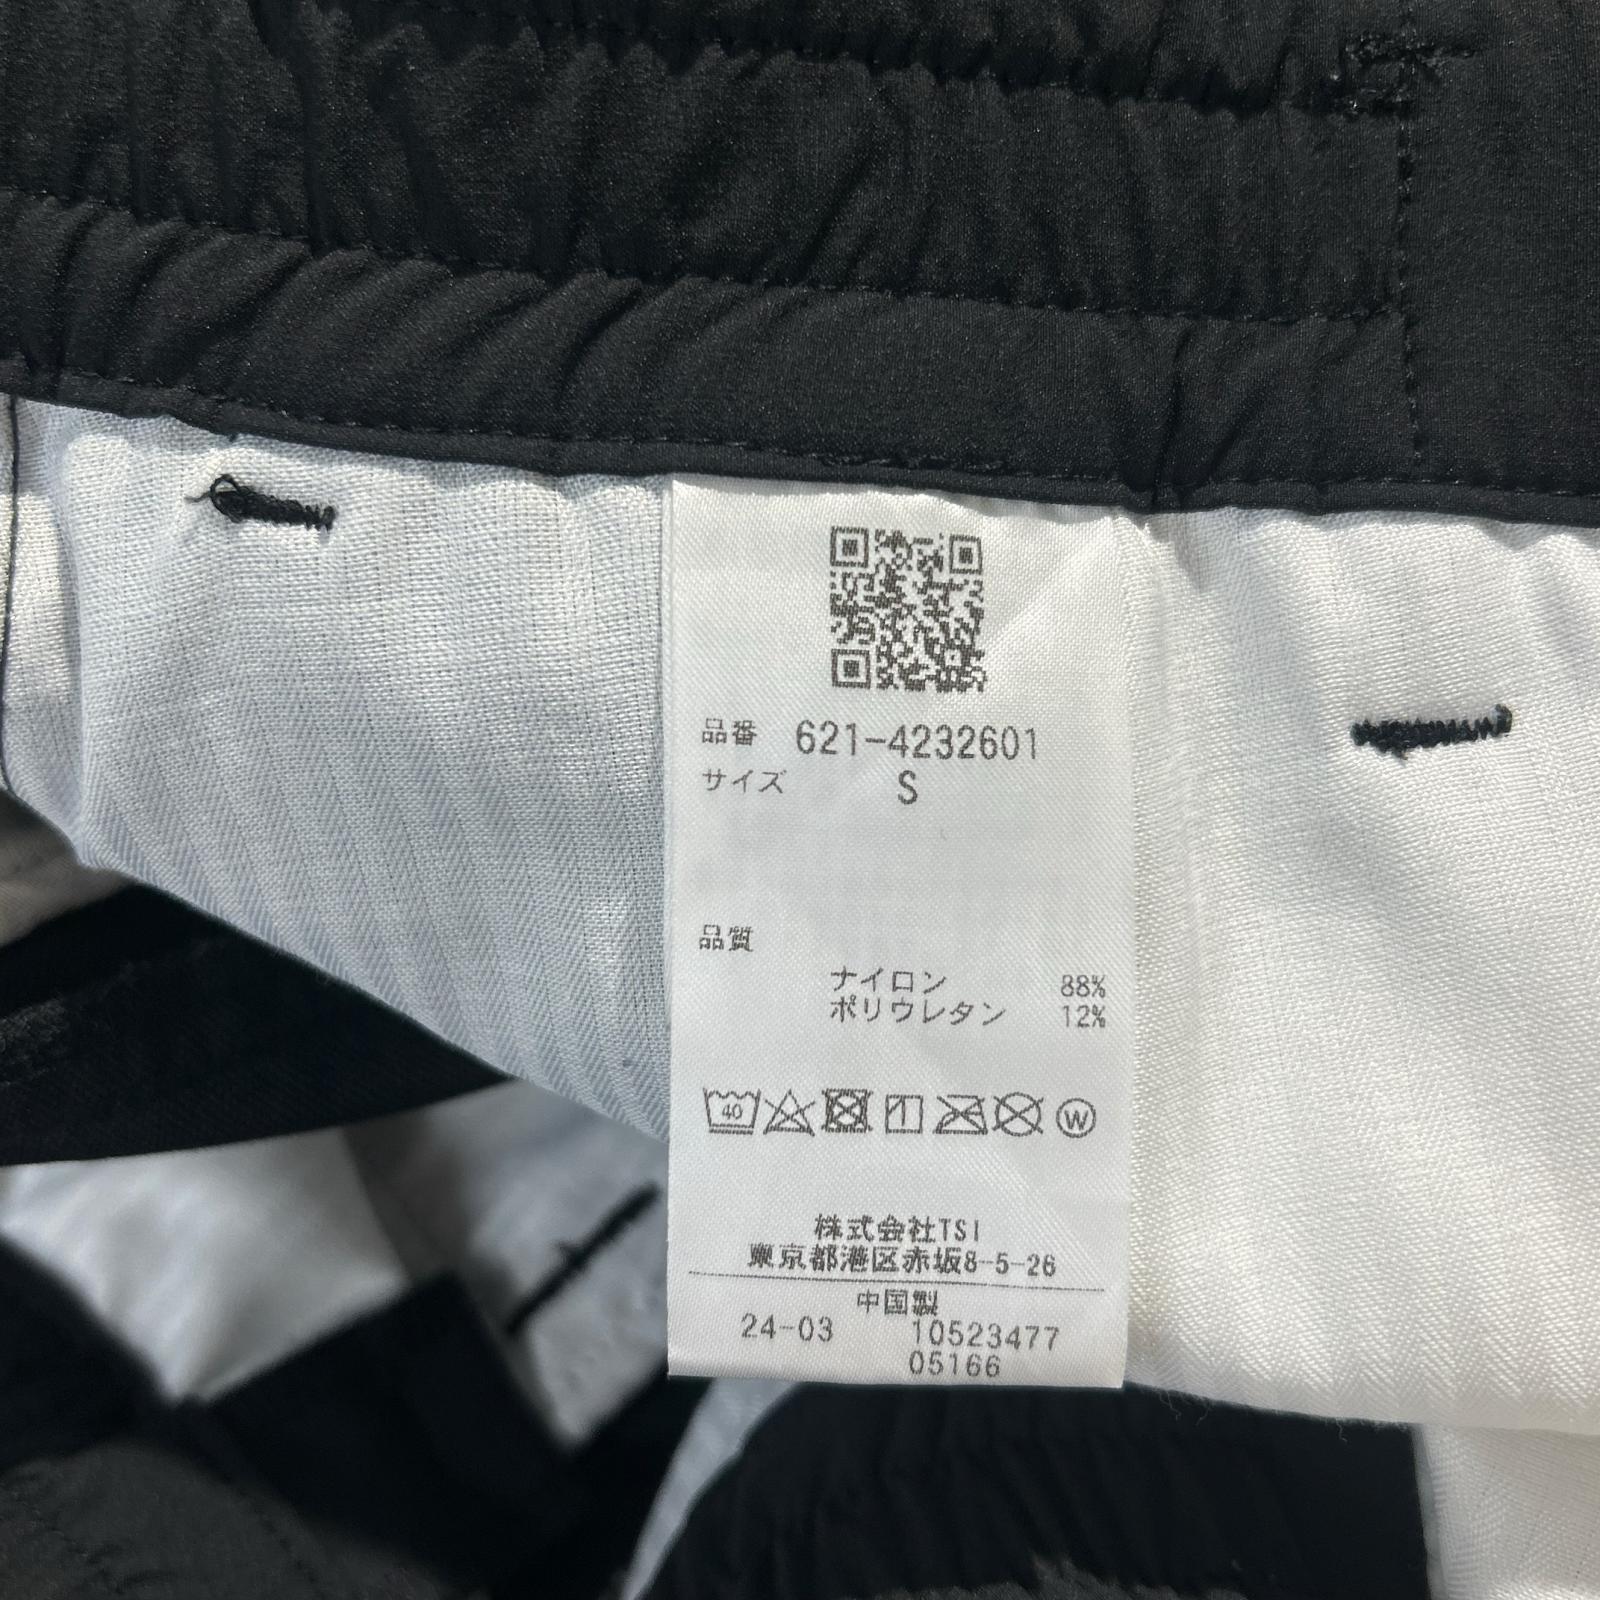 品番 621-4232601
サイズ S
品質
ナイロン 88%
ポリウレタン 12%
40 W
株式会社TSI
東京都港区赤坂8-5-26
中国製
24-03 10523477
05166